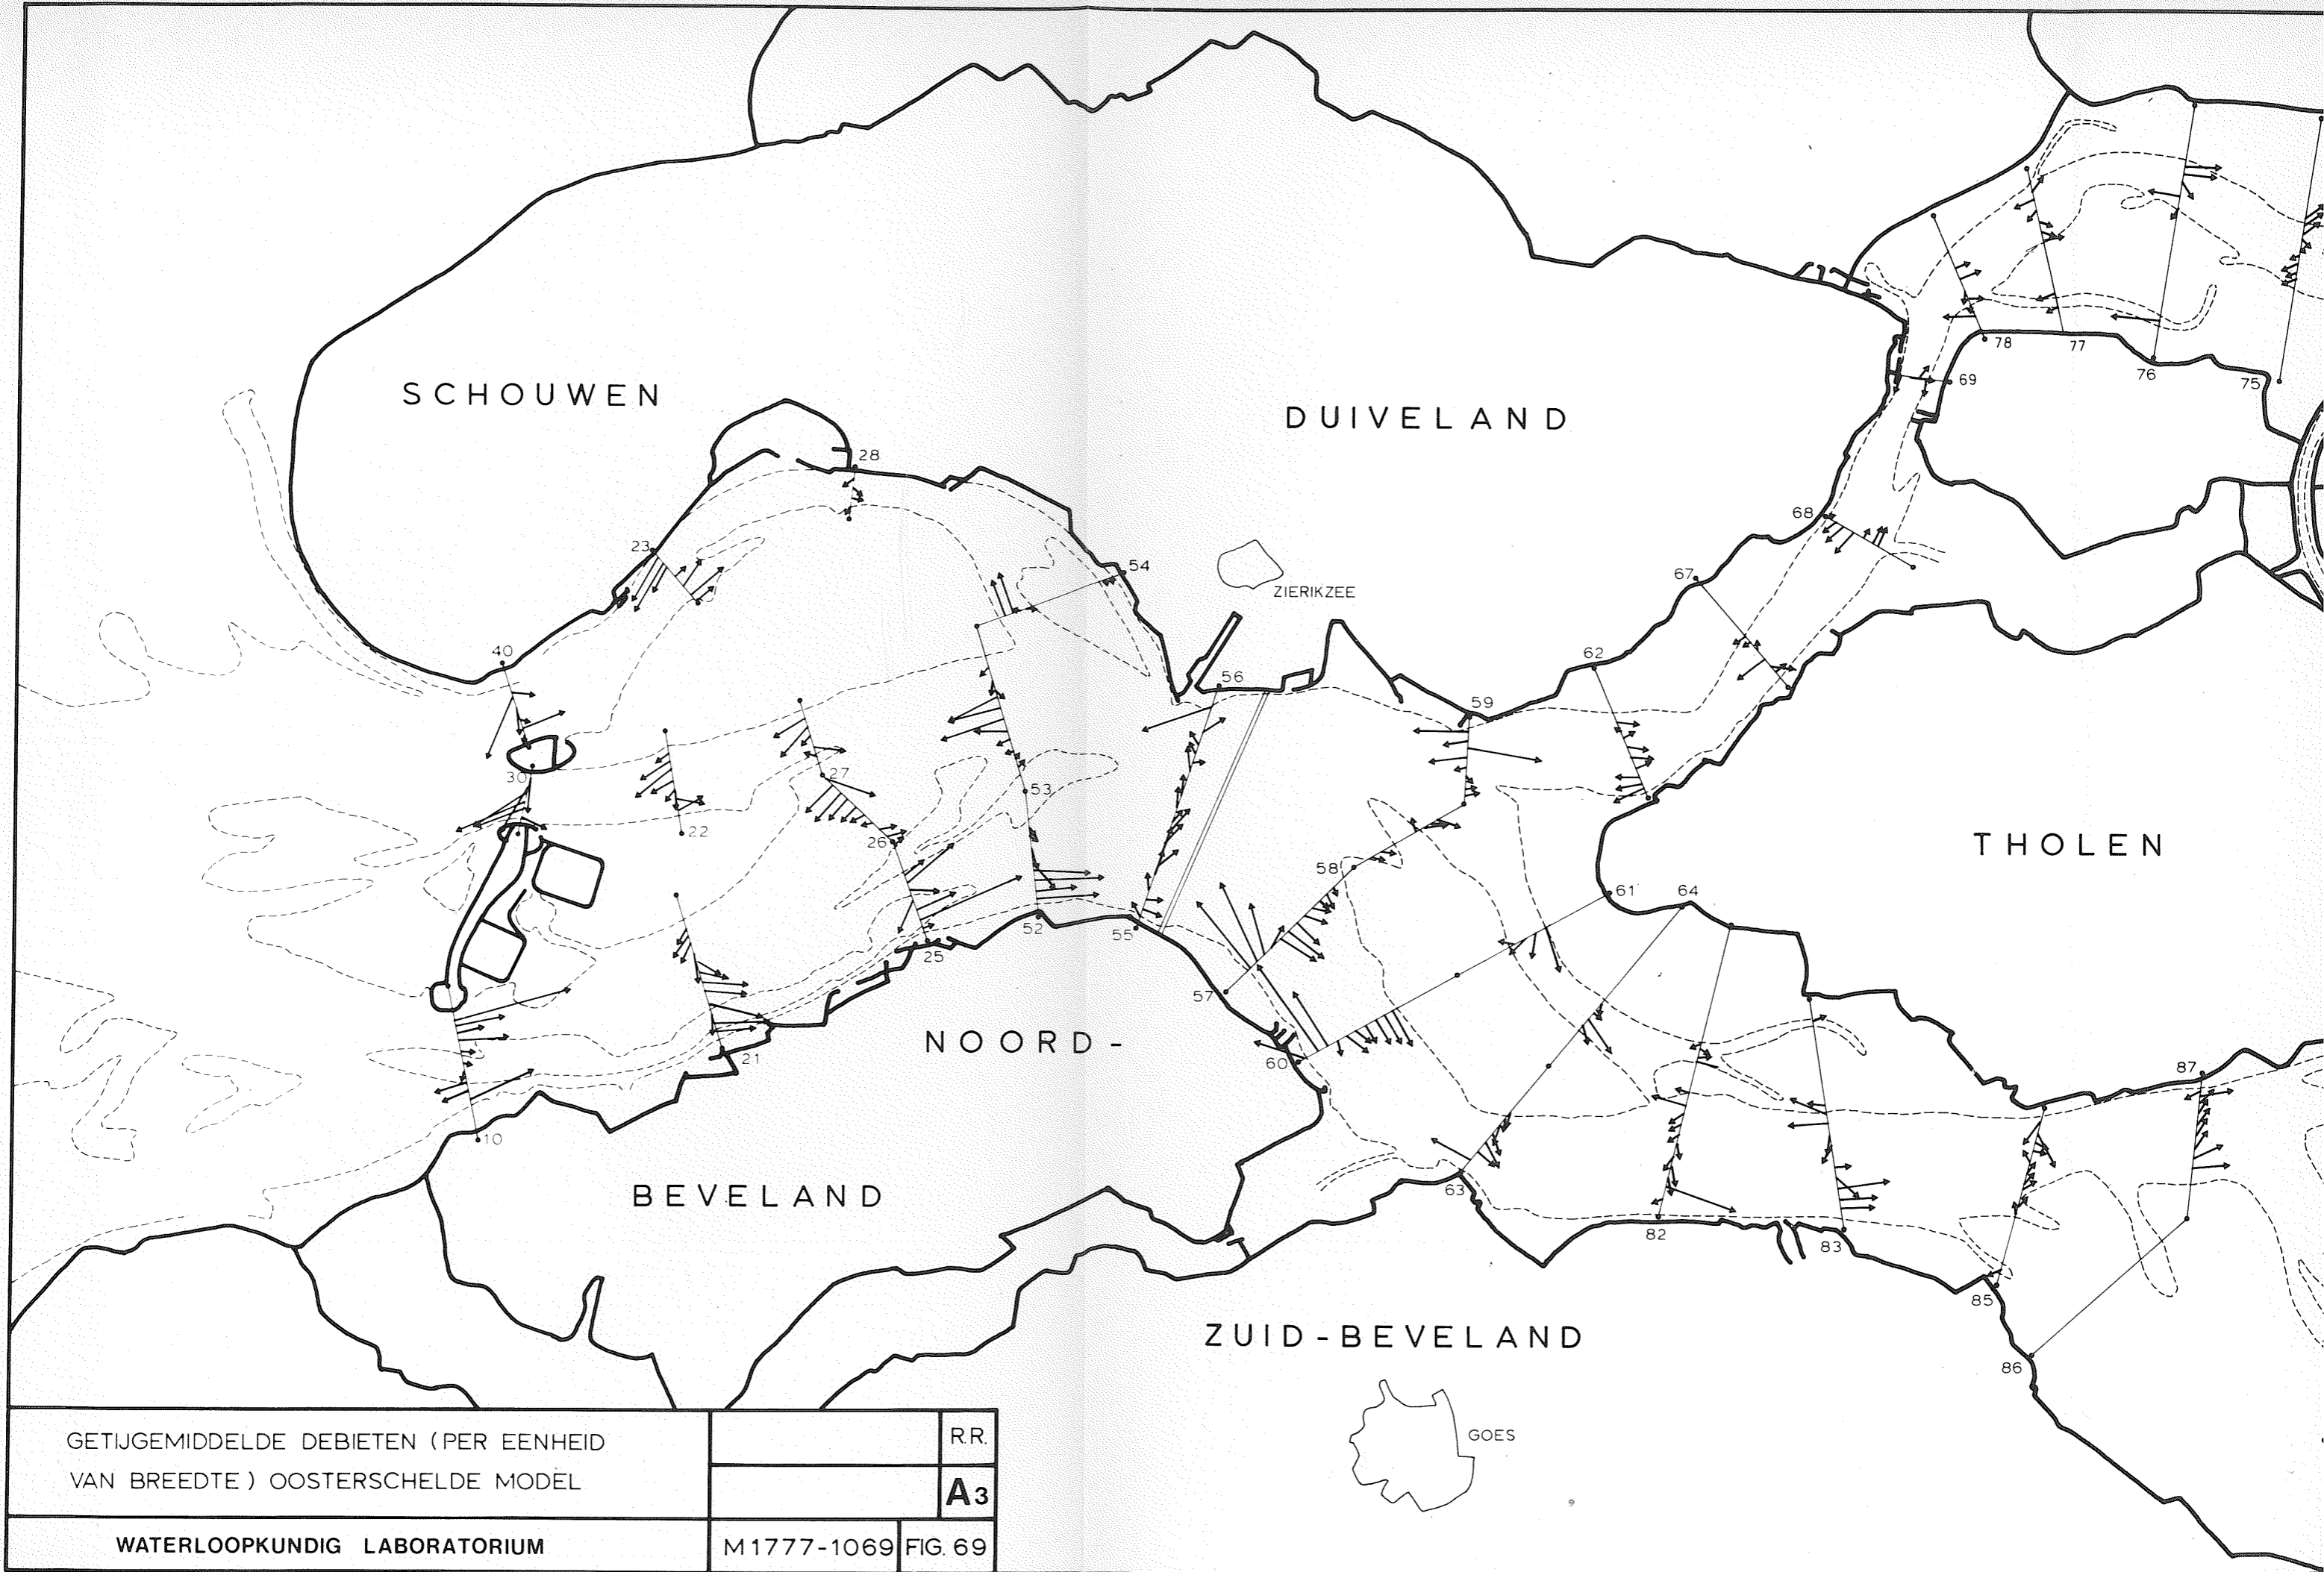 SCHOUWEN
DUIVELAND
78
77
76
75
69
28
23
68
54
ZIERIKZEE
67
40
62
56
59
30
27
53
22
26
58
THOLEN
61
64
52
55
25
57
NOORD-
21
60
87
10
BEVELAND
63
82
83
85
ZUID-BEVELAND
86
GOES
GETIJGEMIDDELDE DEBIETEN (PER EENHEID
VAN BREEDTE) OOSTERSCHELDE MODEL
R.R.
A3
WATERLOOPKUNDIG LABORATORIUM
M1777-1069
FIG. 69